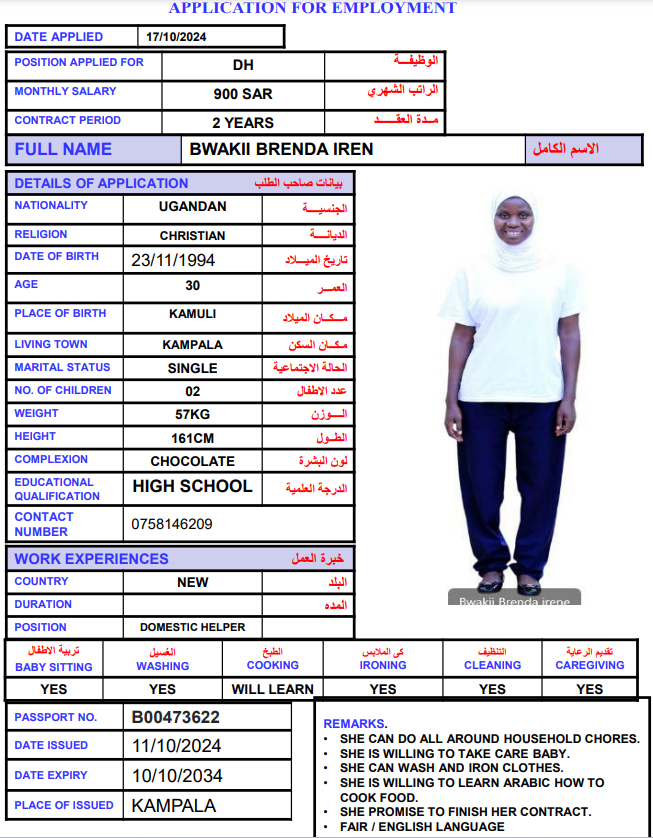 APPLICATION FOR EMPLOYMENT
DATE APPLIED 17/10/2024
POSITION APPLIED FOR DH الوظيفـــة
MONTHLY SALARY 900 SAR الراتب الشهري
CONTRACT PERIOD 2 YEARS مـدة العقــــد
FULL NAME BWAKII BRENDA IREN الاسم الكامل
DETAILS OF APPLICATION بيانات صاحب الطلب
NATIONALITY UGANDAN الجنسيـــة
RELIGION CHRISTIAN الديانـــة
DATE OF BIRTH 23/11/1994 تاريخ الميـــلاد
AGE 30 العمـــر
PLACE OF BIRTH KAMULI مـــكـان الميلاد
LIVING TOWN KAMPALA مكـان السكن
MARITAL STATUS SINGLE الحالة الاجتماعية
NO. OF CHILDREN 02 عدد الاطفال
WEIGHT 57KG الـــوزن
HEIGHT 161CM الطـول
COMPLEXION CHOCOLATE لون البشرة
EDUCATIONAL QUALIFICATION HIGH SCHOOL الدرجة العلمية
CONTACT NUMBER 0758146209
Bwakii Brenda irene
WORK EXPERIENCES خبرة العمل
COUNTRY NEW البلد
DURATION المده
POSITION DOMESTIC HELPER
تربية الاطفال الغسيل الطبخ كى الملابس التنظيف تقديم الرعاية
BABY SITTING WASHING COOKING IRONING CLEANING CAREGIVING
YES YES WILL LEARN YES YES YES
PASSPORT NO. B00473622
DATE ISSUED 11/10/2024
DATE EXPIRY 10/10/2034
PLACE OF ISSUED KAMPALA
REMARKS.
• SHE CAN DO ALL AROUND HOUSEHOLD CHORES.
• SHE IS WILLING TO TAKE CARE BABY.
• SHE CAN WASH AND IRON CLOTHES.
• SHE IS WILLING TO LEARN ARABIC HOW TO
COOK FOOD.
• SHE PROMISE TO FINISH HER CONTRACT.
• FAIR / ENGLISH LANGUAGE